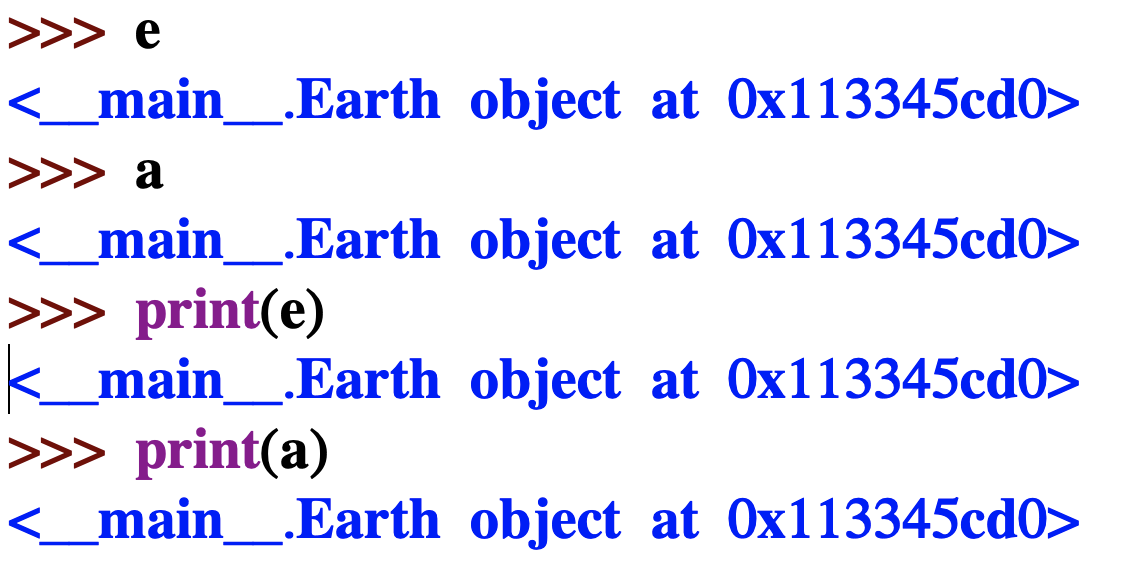 >>> e
<__main__.Earth object at 0x113345cd0>
>>> a
<__main__.Earth object at 0x113345cd0>
>>> print(e)
<__main__.Earth object at 0x113345cd0>
>>> print(a)
<__main__.Earth object at 0x113345cd0>